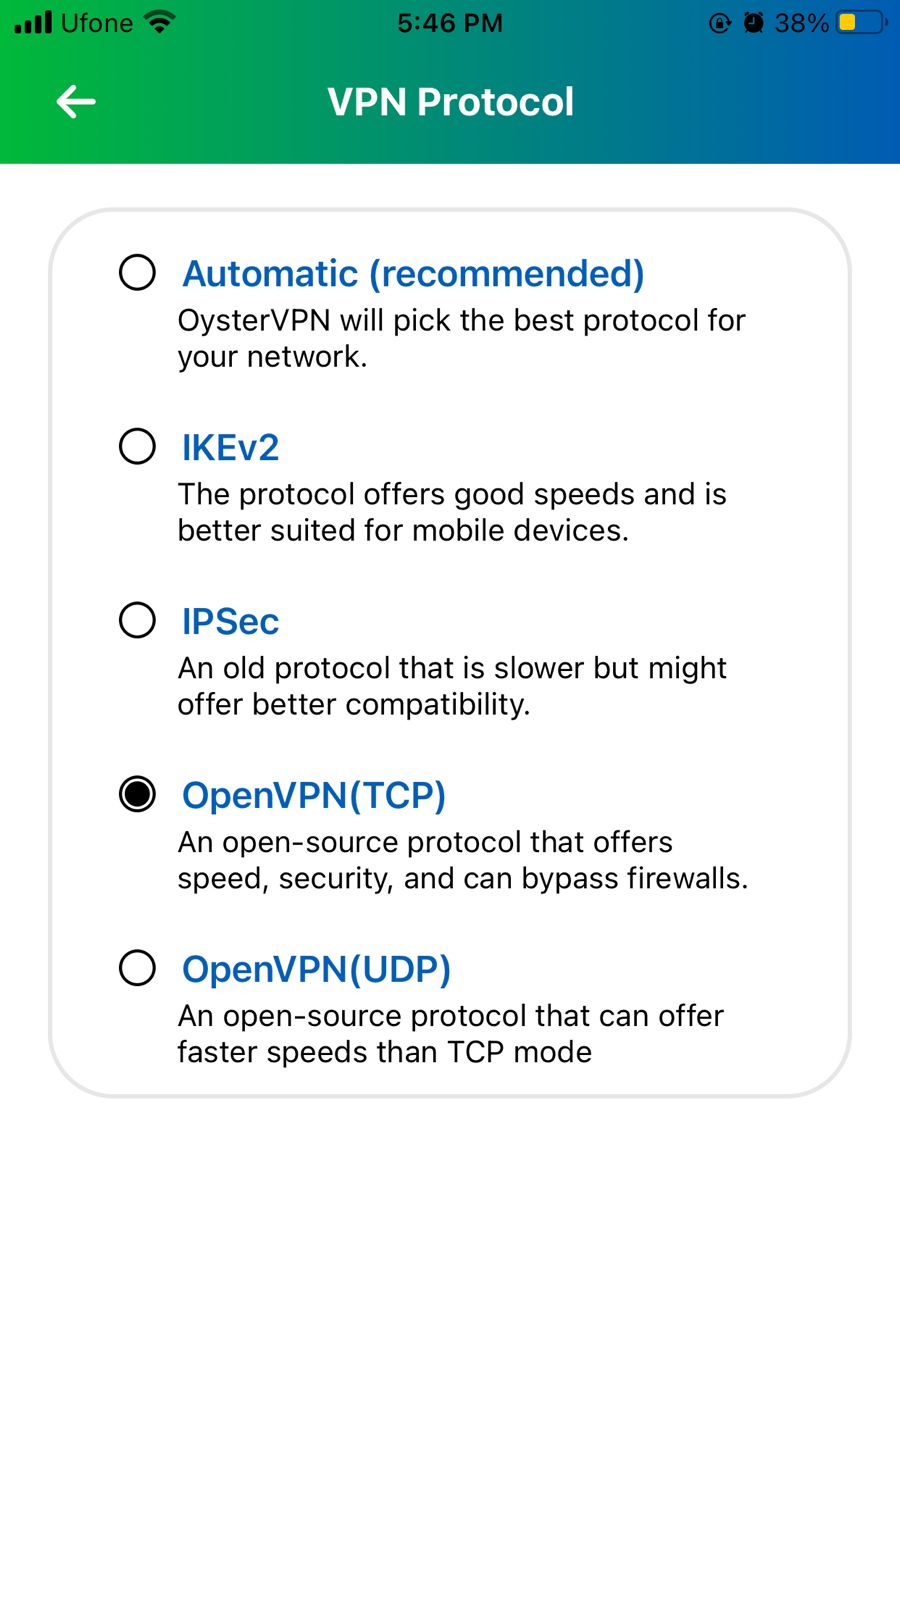 Ufone 5:46 PM 38%
VPN Protocol
Automatic (recommended)
OysterVPN will pick the best protocol for
your network.
IKEv2
The protocol offers good speeds and is
better suited for mobile devices.
IPSec
An old protocol that is slower but might
offer better compatibility.
OpenVPN(TCP)
An open-source protocol that offers
speed, security, and can bypass firewalls.
OpenVPN(UDP)
An open-source protocol that can offer
faster speeds than TCP mode